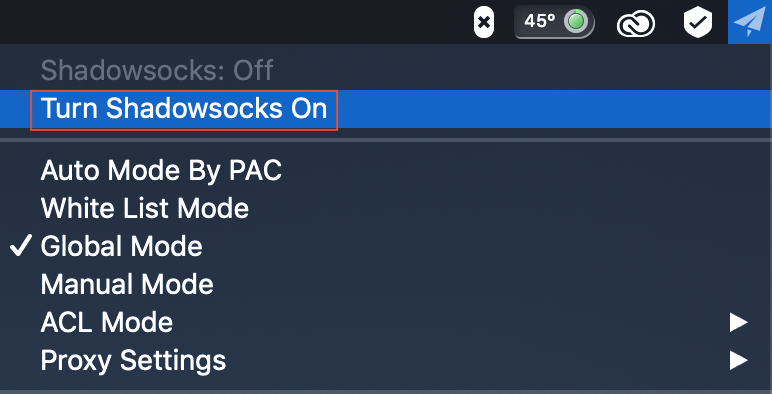 45°
Shadowsocks: Off
Turn Shadowsocks On
Auto Mode By PAC
White List Mode
Global Mode
Manual Mode
ACL Mode
Proxy Settings